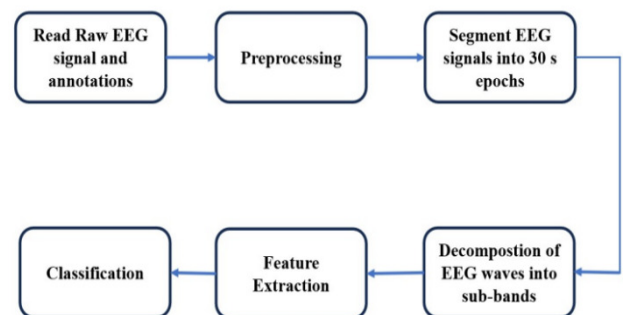 Read Raw EEG
signal and
annotations
Preprocessing
Segment EEG
signals into 30 s
epochs
Decompostion of
EEG waves into
sub-bands
Feature
Extraction
Classification